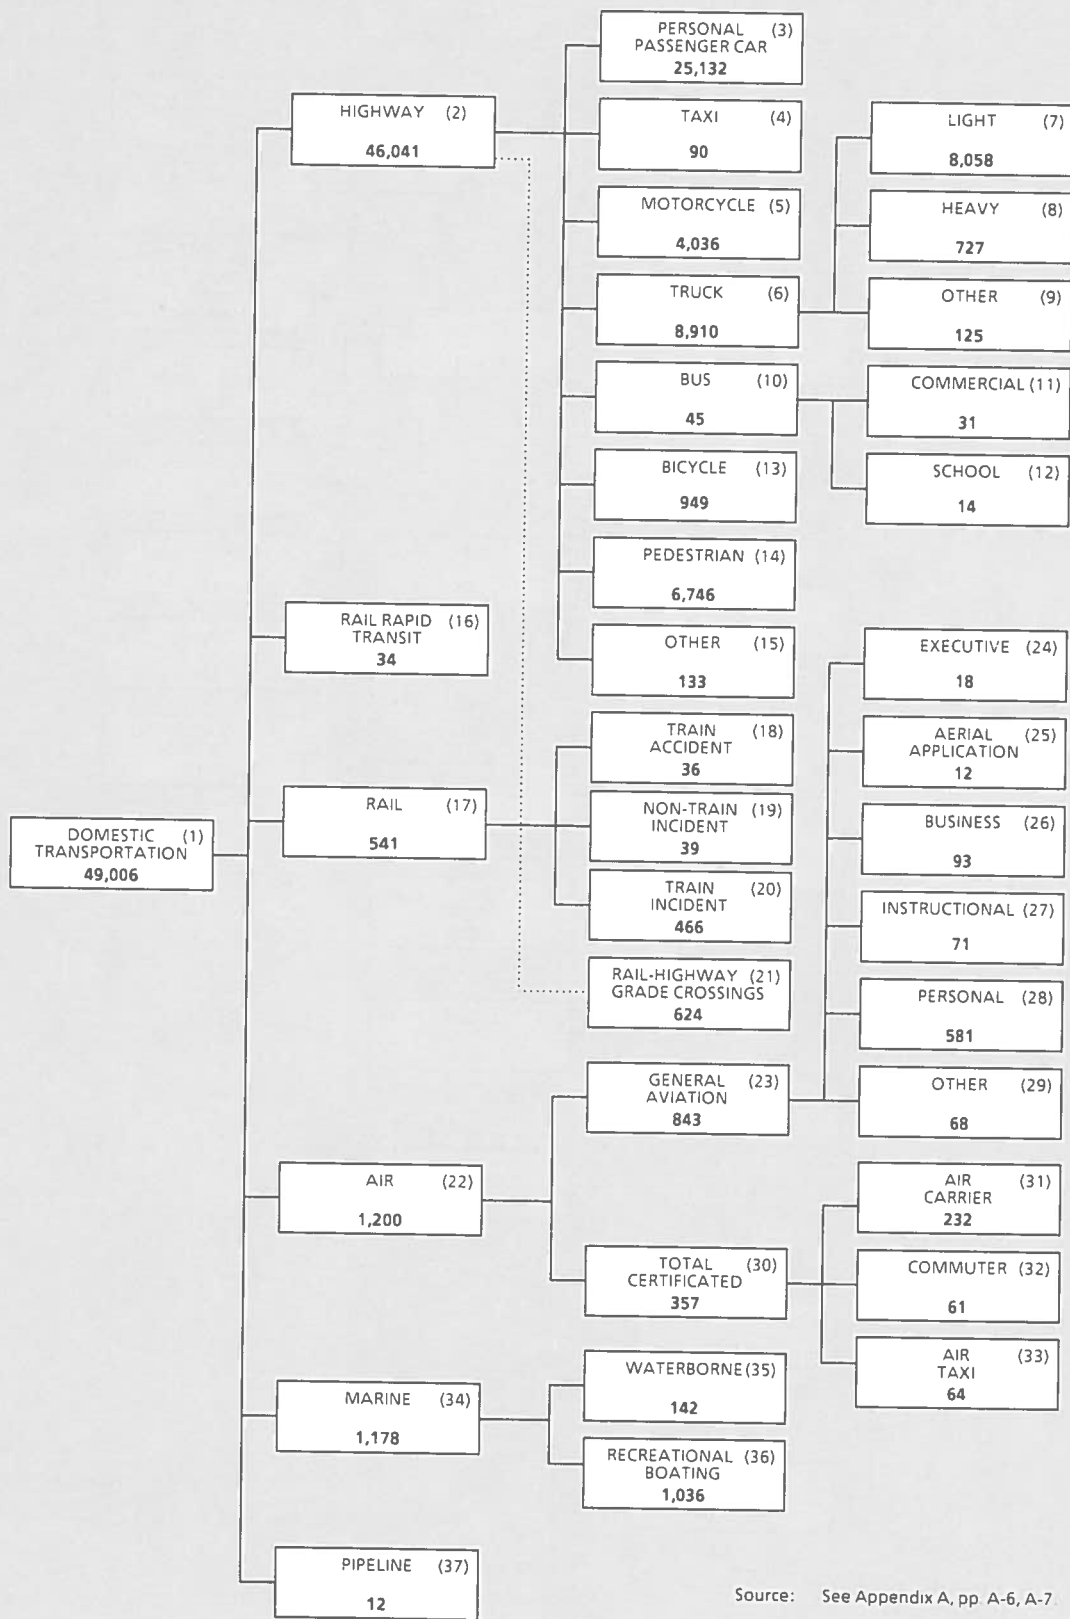 PERSONAL (3)
PASSENGER CAR
25,132
HIGHWAY (2)
46,041
TAXI (4)
90
LIGHT (7)
8,058
MOTORCYCLE (5)
4,036
HEAVY (8)
727
TRUCK (6)
8,910
OTHER (9)
125
BUS (10)
45
COMMERCIAL (11)
31
BICYCLE (13)
949
SCHOOL (12)
14
PEDESTRIAN (14)
6,746
RAIL RAPID (16)
TRANSIT
34
OTHER (15)
133
EXECUTIVE (24)
18
TRAIN (18)
ACCIDENT
36
AERIAL (25)
APPLICATION
12
DOMESTIC (1)
TRANSPORTATION
49,006
RAIL (17)
541
NON-TRAIN (19)
INCIDENT
39
BUSINESS (26)
93
TRAIN (20)
INCIDENT
466
INSTRUCTIONAL (27)
71
RAIL-HIGHWAY (21)
GRADE CROSSINGS
624
PERSONAL (28)
581
GENERAL (23)
AVIATION
843
OTHER (29)
68
AIR (22)
1,200
AIR (31)
CARRIER
232
TOTAL (30)
CERTIFICATED
357
COMMUTER (32)
61
AIR (33)
TAXI
64
MARINE (34)
1,178
WATERBORNE (35)
142
RECREATIONAL (36)
BOATING
1,036
PIPELINE (37)
12
Source: See Appendix A, pp. A-6, A-7.